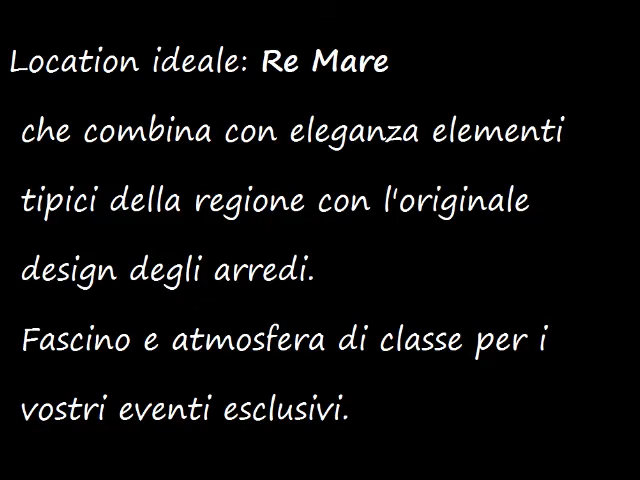 Location ideale: Re Mare
che combina con eleganza elementi
tipici della regione con l'originale
design degli arredi.
Fascino e atmosfera di classe per i
vostri eventi esclusivi.